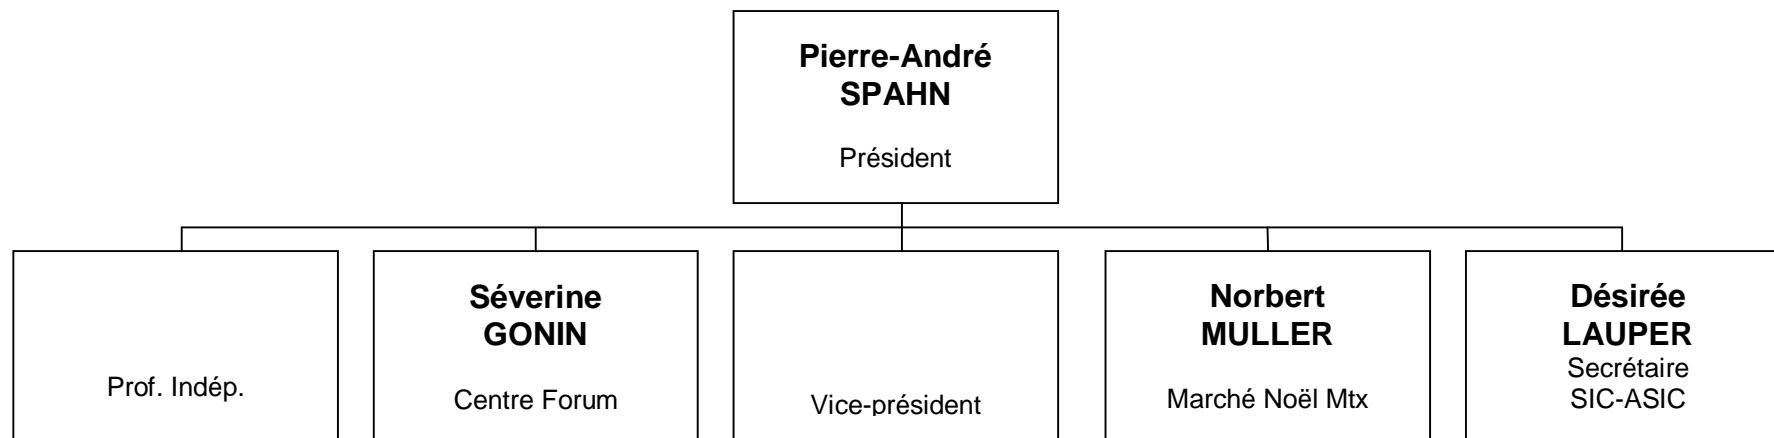 Pierre-André
SPAHN
Président
Prof. Indép.
Séverine
GONIN
Centre Forum
Vice-président
Norbert
MULLER
Marché Noël Mtx
Désirée
LAUPER
Secrétaire
SIC-ASIC